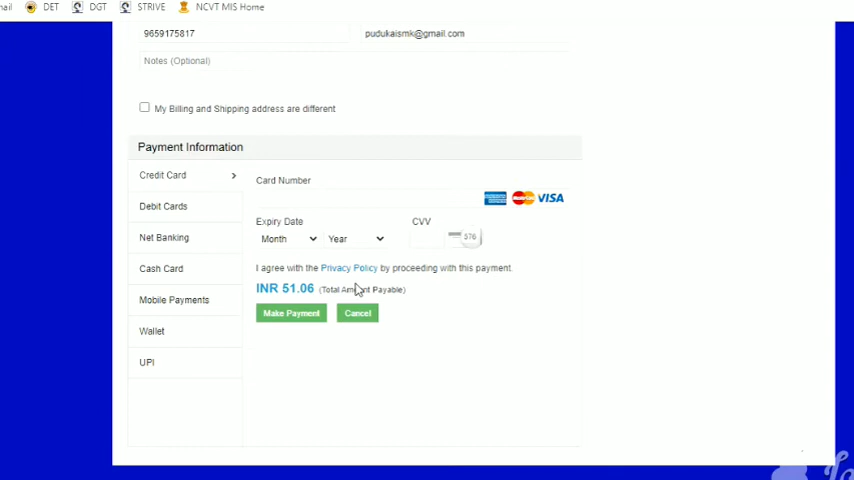 DET DGT STRIVE NCVT MIS Home
9659175817 pudukaismk@gmail.com
Notes (Optional)
My Billing and Shipping address are different
Payment Information
Credit Card
Card Number
VISA
Debit Cards
Expiry Date CVV
Net Banking
Month Year 576
Cash Card
I agree with the Privacy Policy by proceeding with this payment.
INR 51.06 (Total Amount Payable)
Mobile Payments
Make Payment Cancel
Wallet
UPI